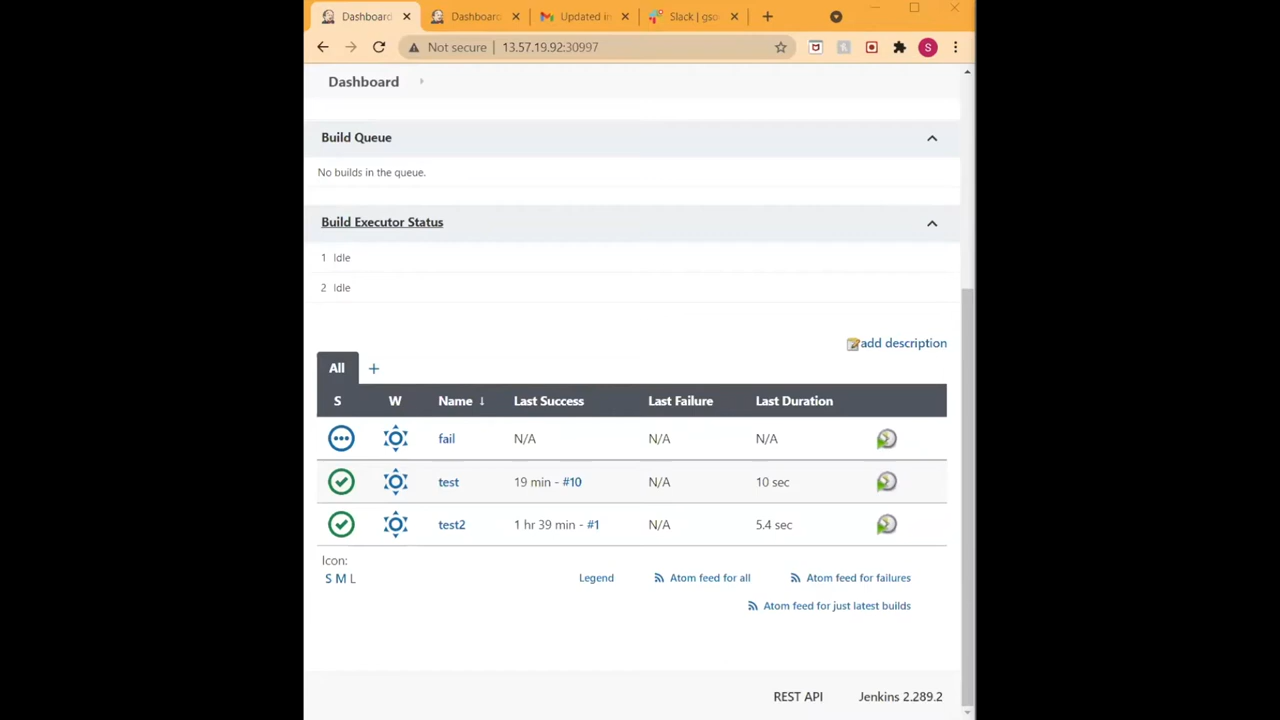 Dashboard
Dashboard
Updated in
Slack | gso
Not secure | 13.57.19.92:30997
S
Dashboard
Build Queue
No builds in the queue.
Build Executor Status
1 Idle
2 Idle
add description
All +
S W Name ↓ Last Success Last Failure Last Duration
fail N/A N/A N/A
test 19 min - #10 N/A 10 sec
test2 1 hr 39 min - #1 N/A 5.4 sec
Icon:
S M L
Legend Atom feed for all Atom feed for failures
Atom feed for just latest builds
REST API Jenkins 2.289.2